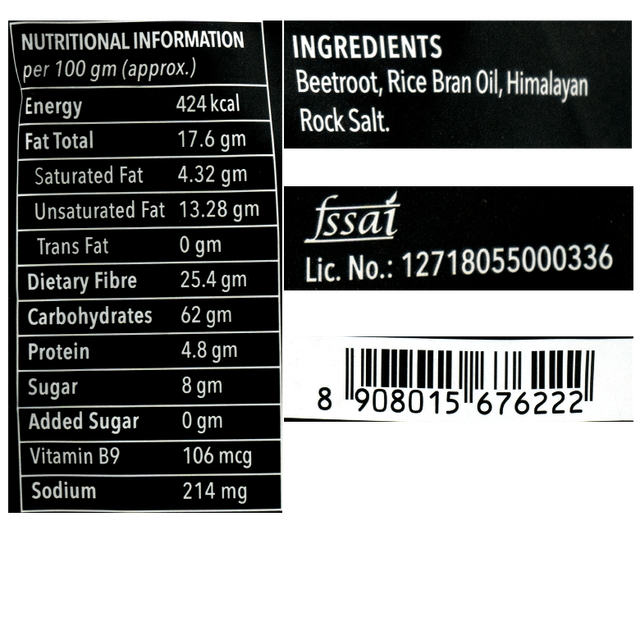 NUTRITIONAL INFORMATION
per 100 gm (approx.)
Energy 424 kcal
Fat Total 17.6 gm
Saturated Fat 4.32 gm
Unsaturated Fat 13.28 gm
Trans Fat 0 gm
Dietary Fibre 25.4 gm
Carbohydrates 62 gm
Protein 4.8 gm
Sugar 8 gm
Added Sugar 0 gm
Vitamin B9 106 mcg
Sodium 214 mg
INGREDIENTS
Beetroot, Rice Bran Oil, Himalayan
Rock Salt.
fssai
Lic. No.: 12718055000336
8 908015 676222